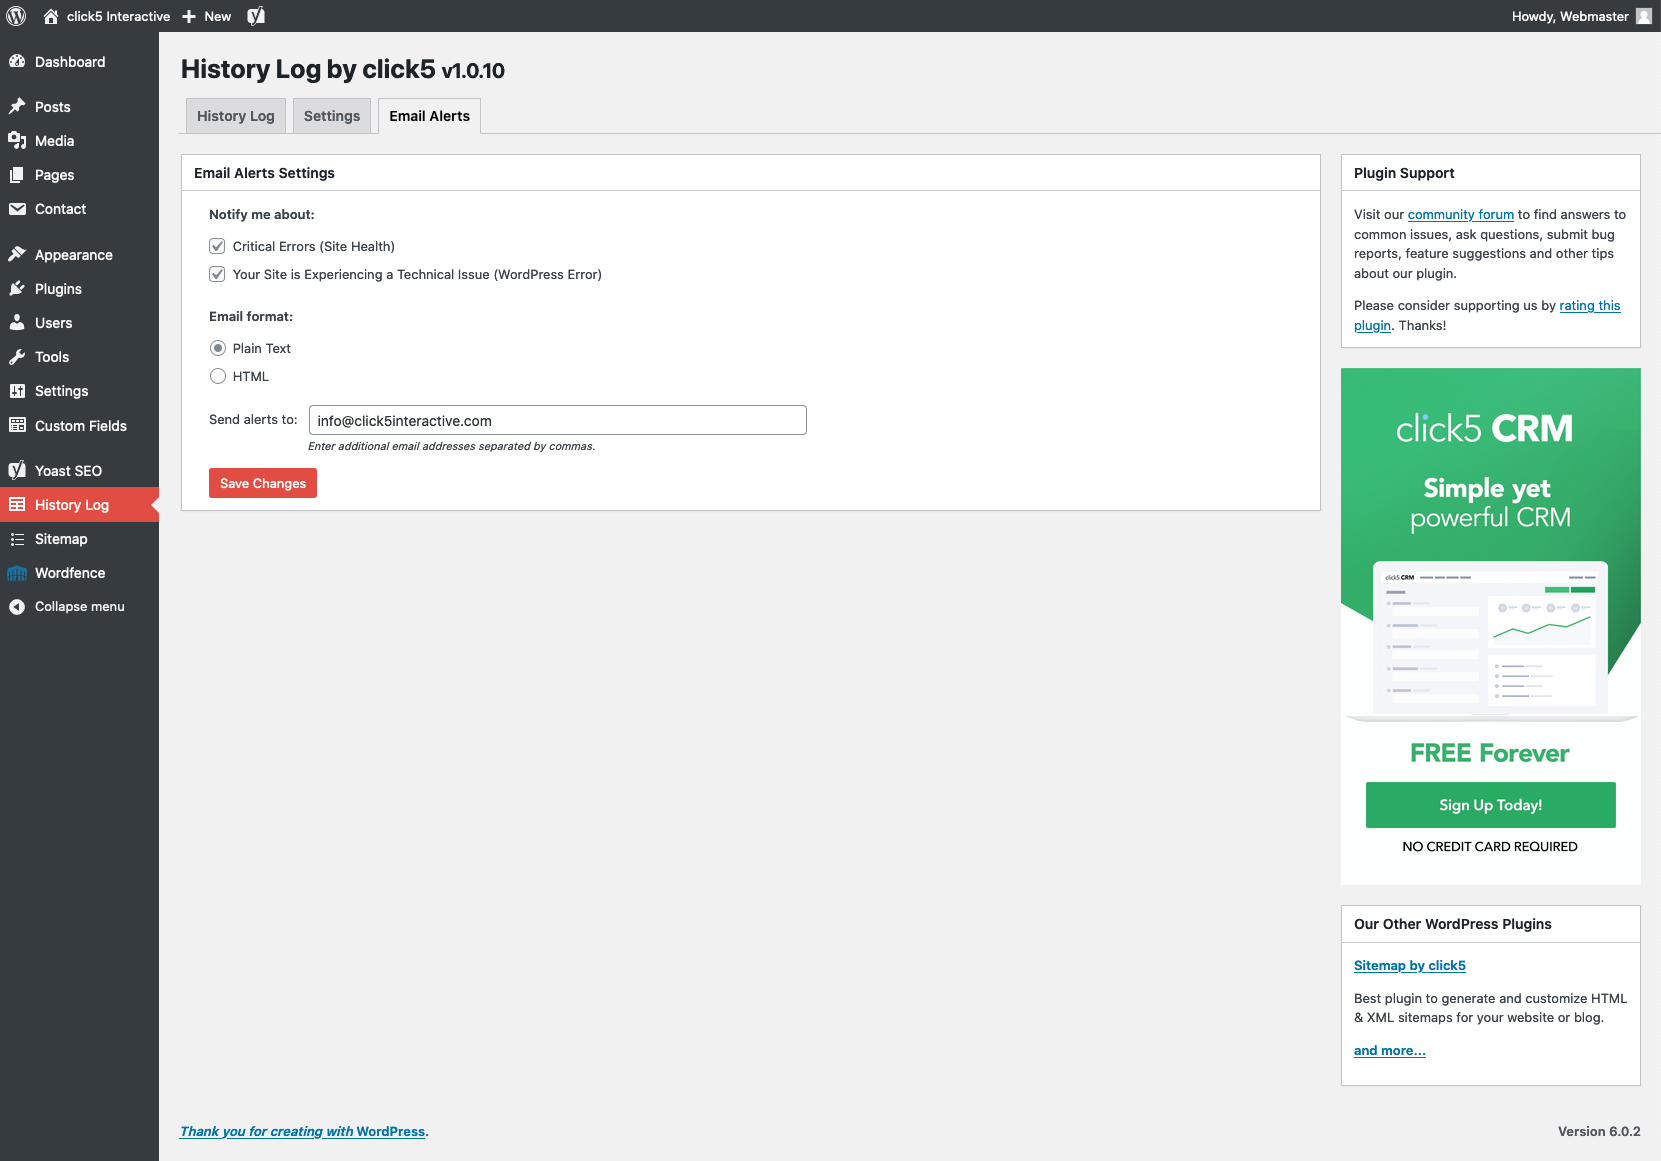 click5 Interactive
New
Howdy, Webmaster
Dashboard
Posts
Media
Pages
Contact
Appearance
Plugins
Users
Tools
Settings
Custom Fields
Yoast SEO
History Log
Sitemap
Wordfence
Collapse menu
History Log by click5 v1.0.10
History Log
Settings
Email Alerts
Email Alerts Settings
Notify me about:
Critical Errors (Site Health)
Your Site is Experiencing a Technical Issue (WordPress Error)
Email format:
Plain Text
HTML
Send alerts to:
info@click5interactive.com
Enter additional email addresses separated by commas.
Save Changes
Plugin Support
Visit our community forum to find answers to
common issues, ask questions, submit bug
reports, feature suggestions and other tips
about our plugin.
Please consider supporting us by rating this
plugin. Thanks!
click5 CRM
Simple yet
powerful CRM
click5 CRM
FREE Forever
Sign Up Today!
NO CREDIT CARD REQUIRED
Our Other WordPress Plugins
Sitemap by click5
Best plugin to generate and customize HTML
& XML sitemaps for your website or blog.
and more...
Thank you for creating with WordPress.
Version 6.0.2